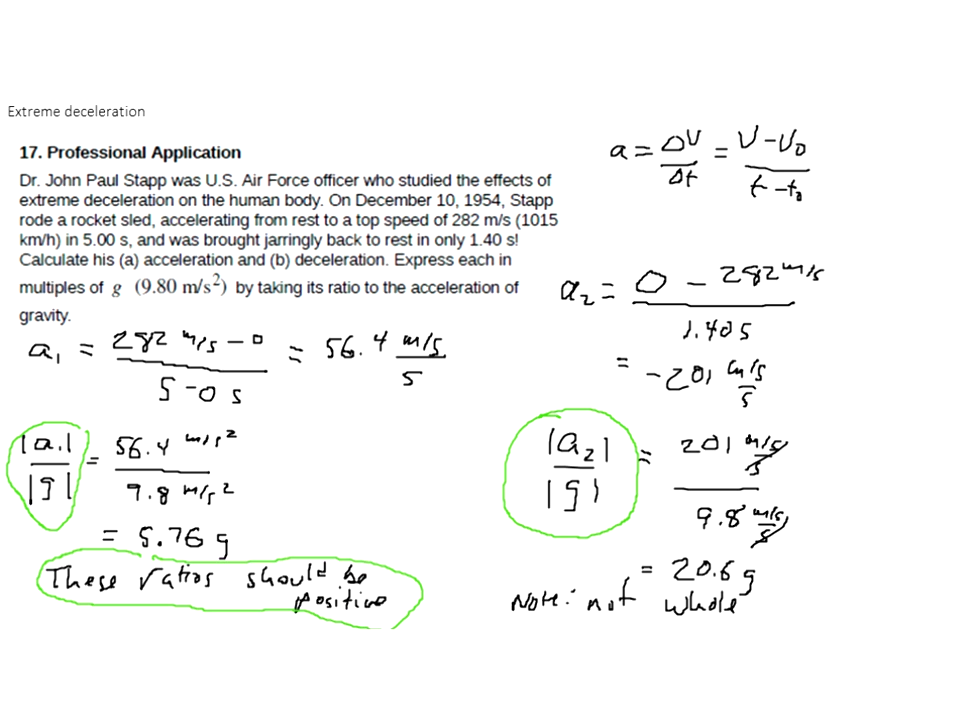 Extreme deceleration
17. Professional Application
Dr. John Paul Stapp was U.S. Air Force officer who studied the effects of
extreme deceleration on the human body. On December 10, 1954, Stapp
rode a rocket sled, accelerating from rest to a top speed of 282 m/s (1015
km/h) in 5.00 s, and was brought jarringly back to rest in only 1.40 s!
Calculate his (a) acceleration and (b) deceleration. Express each in
multiples of g (9.80 m/s²) by taking its ratio to the acceleration of
gravity.
a₁ = (282 m/s - 0)/(5 - 0 s) = 56.4 (m/s)/s
|a₁|/|g| = (56.4 m/s²)/(9.8 m/s²)
= 5.76 g
These ratios should be
positive
a = ΔV/Δt = (V - V₀)/(t - t₀)
a₂ = (0 - 282 m/s)/(1.40 s)
= -201 (m/s)/s
|a₂|/|g| = (201 (m/s)/s)/(9.8 (m/s)/s)
= 20.6 g
Note: not whole